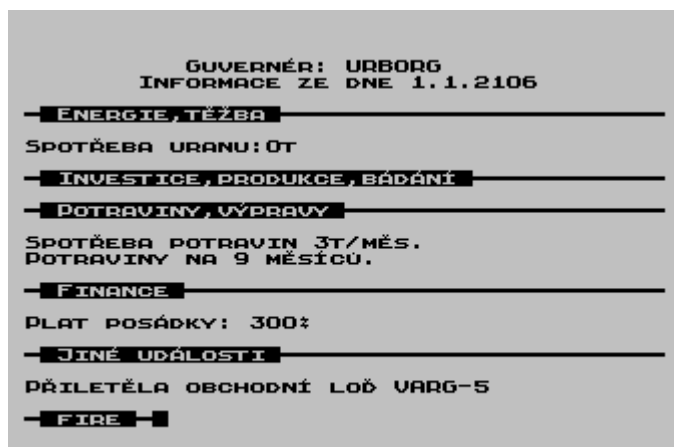 GUVERNÉR: URBORG
INFORMACE ZE DNE 1.1.2106
ENERGIE,TĚŽBA
SPOTŘEBA URANU:0T
INVESTICE,PRODUKCE,BÁDÁNÍ
POTRAVINY,VÝPRAVY
SPOTŘEBA POTRAVIN 3T/MĚS.
POTRAVINY NA 9 MĚSÍCŮ.
FINANCE
PLAT POSÁDKY: 300%
JINÉ UDÁLOSTI
PŘILETĚLA OBCHODNÍ LOĎ VARG-5
FIRE